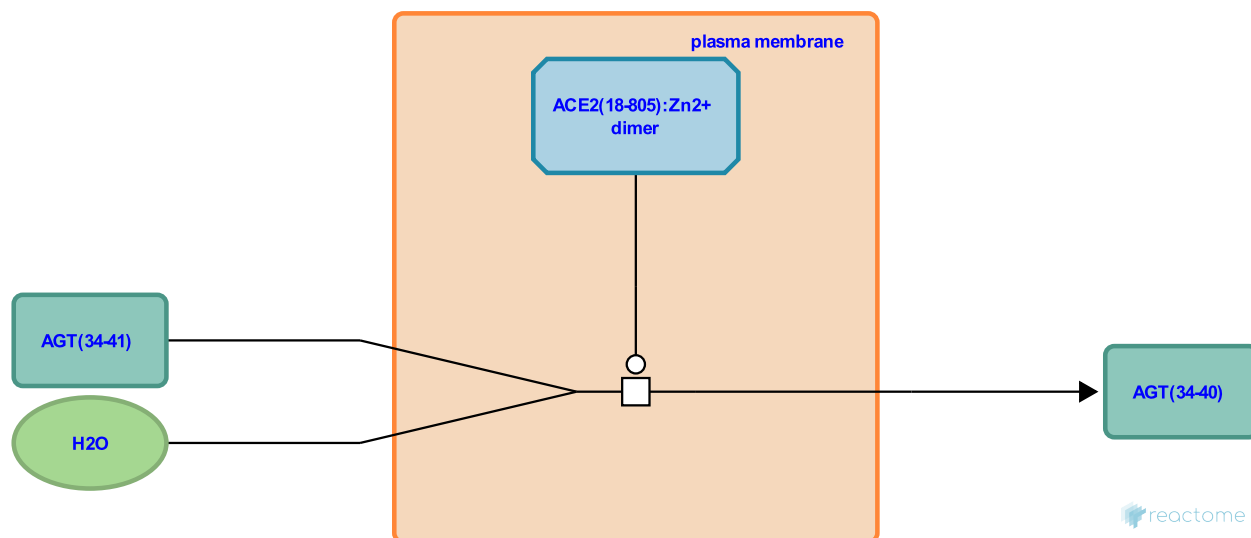 plasma membrane
ACE2(18-805):Zn2+
dimer
AGT(34-41)
H2O
AGT(34-40)
reactome